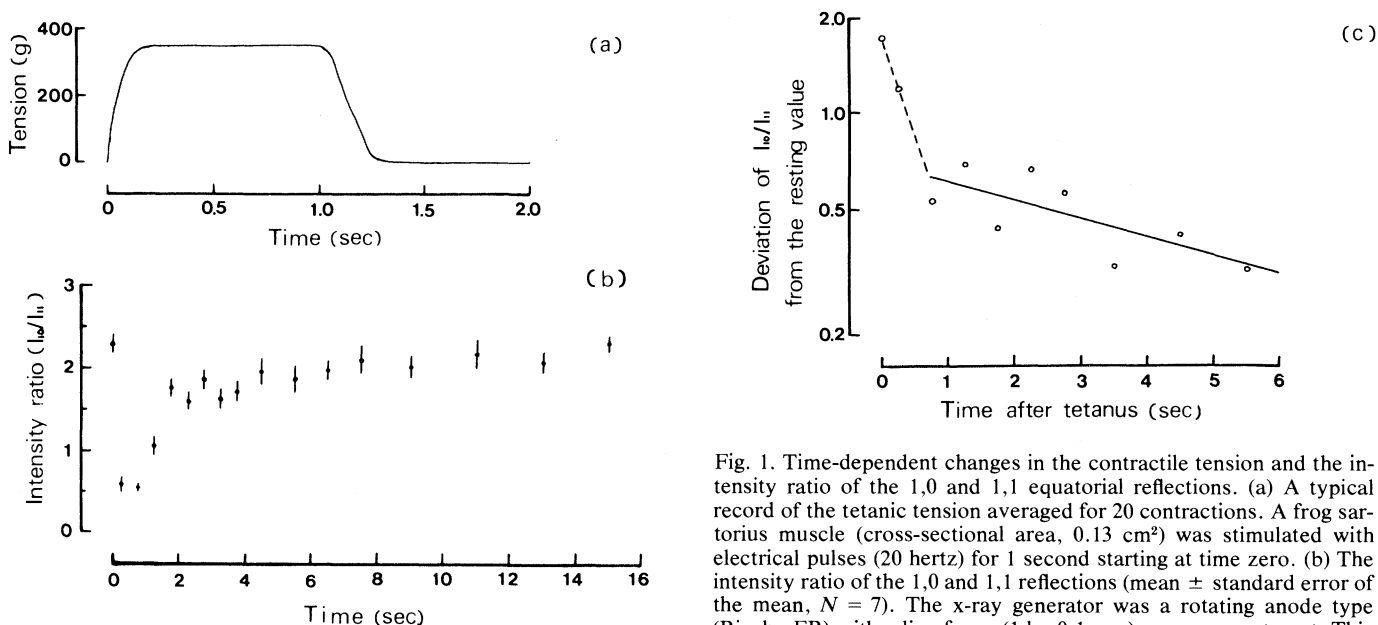 400
200
0
Tension (g)
(a)
0 0.5 1.0 1.5 2.0
Time (sec)
3
2
1
0
Intensity ratio (I₁₀/I₁₁)
(b)
0 2 4 6 8 10 12 14 16
Time (sec)
2.0
1.0
0.5
0.2
Deviation of I₁₀/I₁₁
from the resting value
(c)
0 1 2 3 4 5 6
Time after tetanus (sec)
Fig. 1. Time-dependent changes in the contractile tension and the in-
tensity ratio of the 1,0 and 1,1 equatorial reflections. (a) A typical
record of the tetanic tension averaged for 20 contractions. A frog sar-
torius muscle (cross-sectional area, 0.13 cm²) was stimulated with
electrical pulses (20 hertz) for 1 second starting at time zero. (b) The
intensity ratio of the 1,0 and 1,1 reflections (mean ± standard error of
the mean, N = 7). The x-ray generator was a rotating anode type